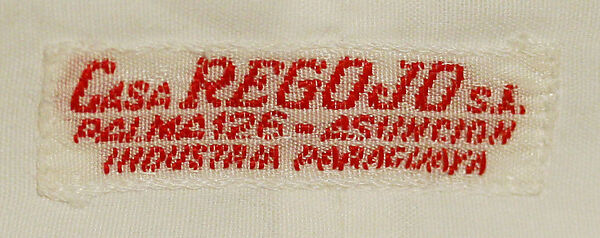 CASA REGOJO S.A.
PALMA 126 - ASUNCION
INDUSTRIA PARAGUAYA